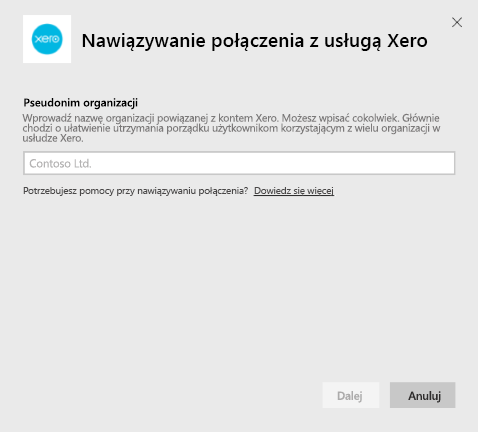 xero
Nawiązywanie połączenia z usługą Xero
Pseudonim organizacji
Wprowadź nazwę organizacji powiązanej z kontem Xero. Możesz wpisać cokolwiek. Głównie
chodzi o ułatwienie utrzymania porządku użytkownikom korzystającym z wielu organizacji w
usłudze Xero.
Contoso Ltd.
Potrzebujesz pomocy przy nawiązywaniu połączenia? Dowiedz się więcej
Dalej Anuluj